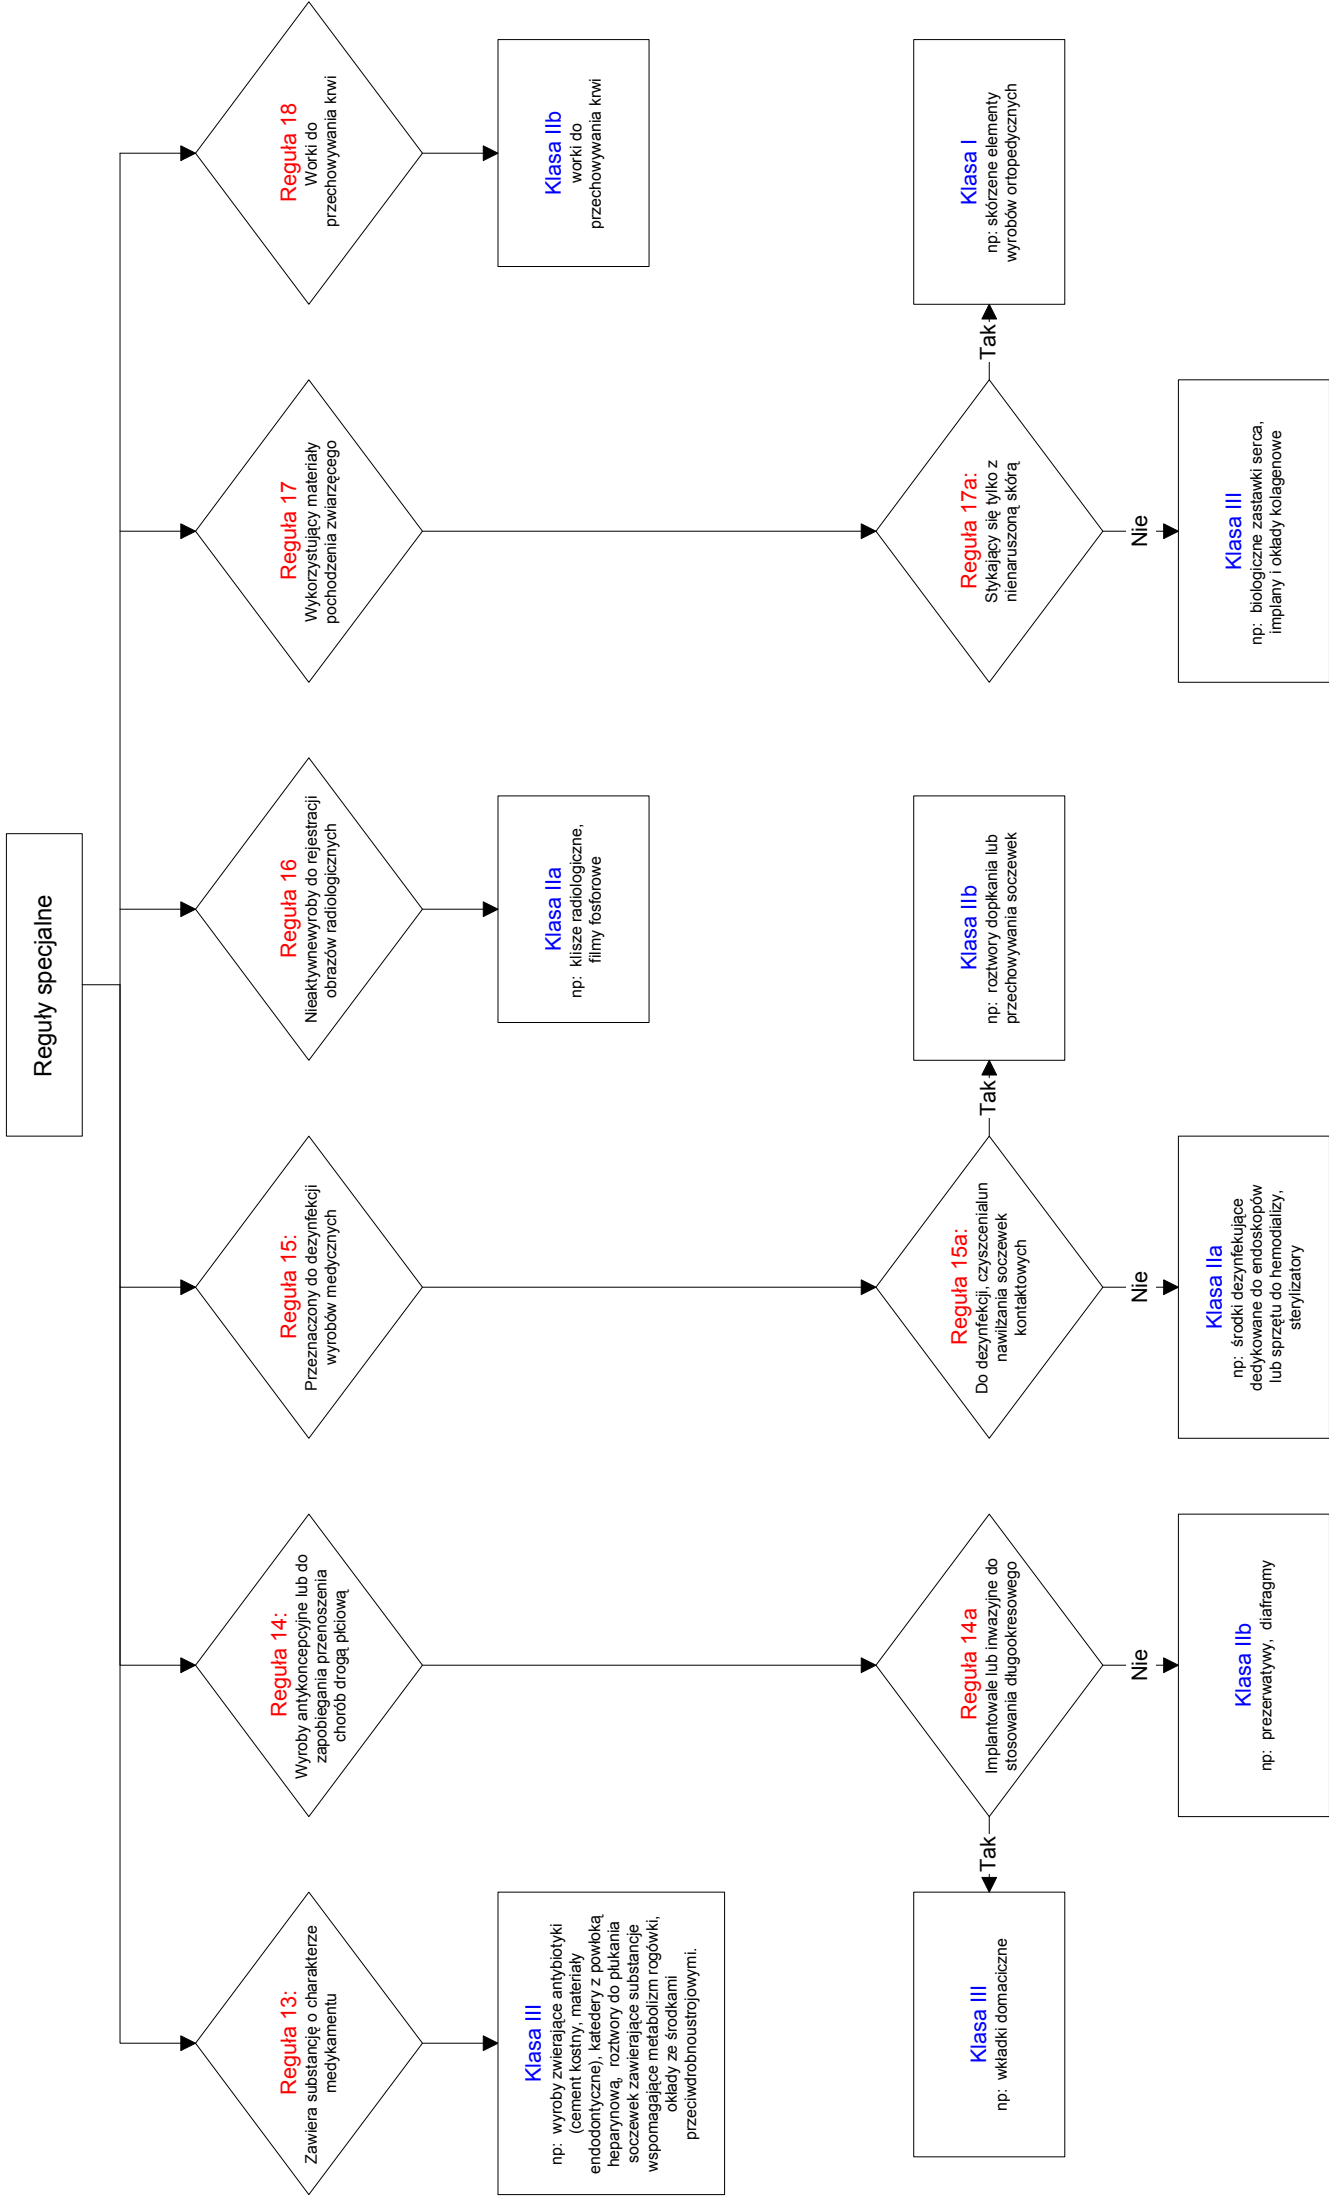 Reguły specjalne
Reguła 13:
Zawiera substancję o charakterze
medykamentu
Reguła 14:
Wyroby antykoncepcyjne lub do
zapobiegania przenoszenia
chorób drogą płciową
Reguła 15:
Przeznaczony do dezynfekcji
wyrobów medycznych
Reguła 16
Nieaktywnewyroby do rejestracji
obrazów radiologicznych
Reguła 17
Wykorzystujący materiały
pochodzenia zwiarzęcego
Reguła 18
Worki do
przechowywania krwi
Klasa III
np: wyroby zwierające antybiotyki
(cement kostny, materiały
endodontyczne), katedery z powłoką
heparynową, roztwory do płukania
soczewek zawierające substancje
wspomagające metabolizm rogówki,
okłady ze środkami
przeciwdrobnoustrojowymi.
Klasa IIa
np: klisze radiologiczne,
filmy fosforowe
Klasa IIb
worki do
przechowywania krwi
Klasa III
np: wkładki domaciczne
Tak
Reguła 14a
Implantowale lub inwazyjne do
stosowania długookresowego
Reguła 15a:
Do dezynfekcji, czyszcenialun
nawilżania soczewek
kontaktowych
Tak
Klasa IIb
np: roztwory dopłkania lub
przechowywania soczewek
Reguła 17a:
Stykający się tylko z
nienaruszoną skórą
Tak
Klasa I
np: skórzene elementy
wyrobów ortopedycznych
Nie
Nie
Nie
Klasa IIb
np: prezerwatywy, diafragmy
Klasa IIa
np: środki dezynfekujące
dedykowane do endoskopów
lub sprzętu do hemodializy,
sterylizatory
Klasa III
np: biologiczne zastawki serca,
implany i okłady kolagenowe